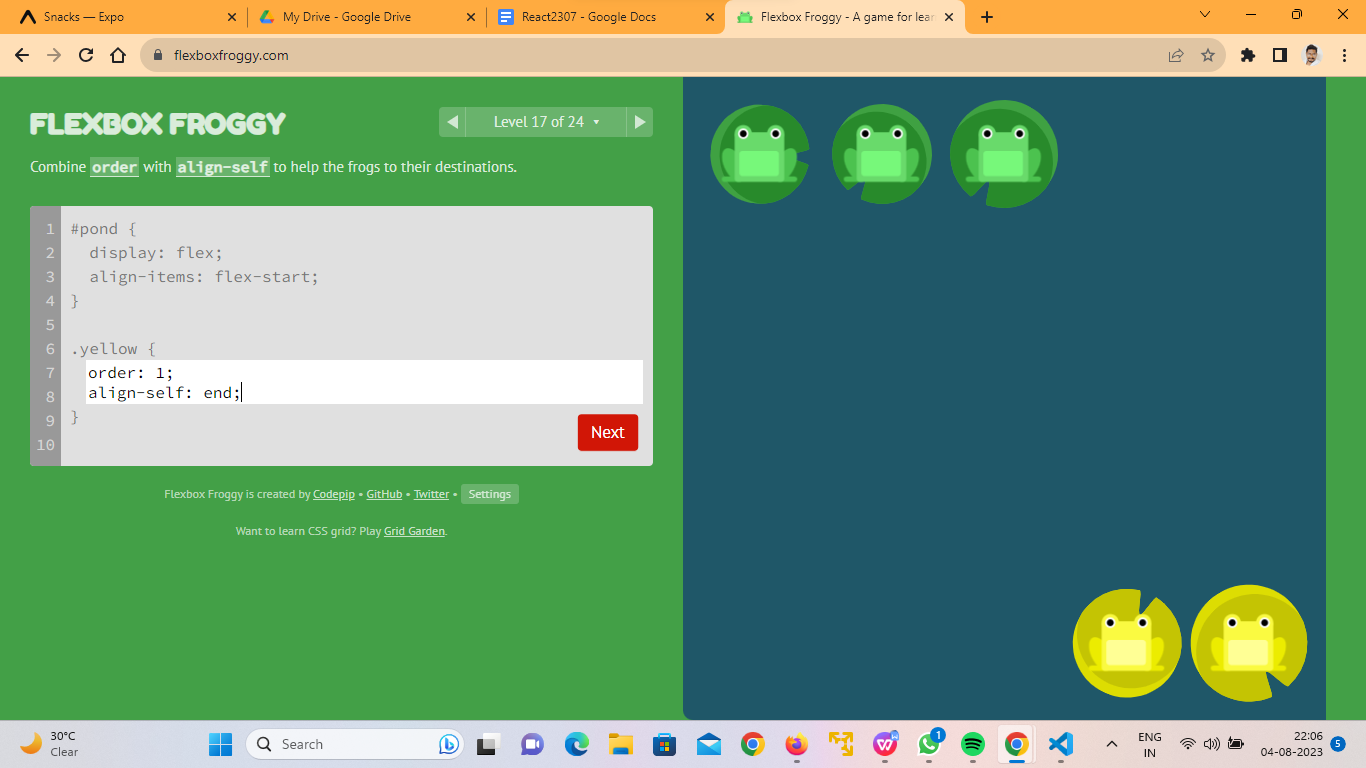 Snacks — Expo
My Drive - Google Drive
React2307 - Google Docs
Flexbox Froggy - A game for lear
flexboxfroggy.com
FLEXBOX FROGGY
Level 17 of 24
Combine order with align-self to help the frogs to their destinations.
1 #pond {
2 display: flex;
3 align-items: flex-start;
4 }
5
6 .yellow {
7 order: 1;
8 align-self: end;
9 }
10
Next
Flexbox Froggy is created by Codepip • GitHub • Twitter • Settings
Want to learn CSS grid? Play Grid Garden.
30°C
Clear
Search
1
ENG
IN
22:06
04-08-2023
5